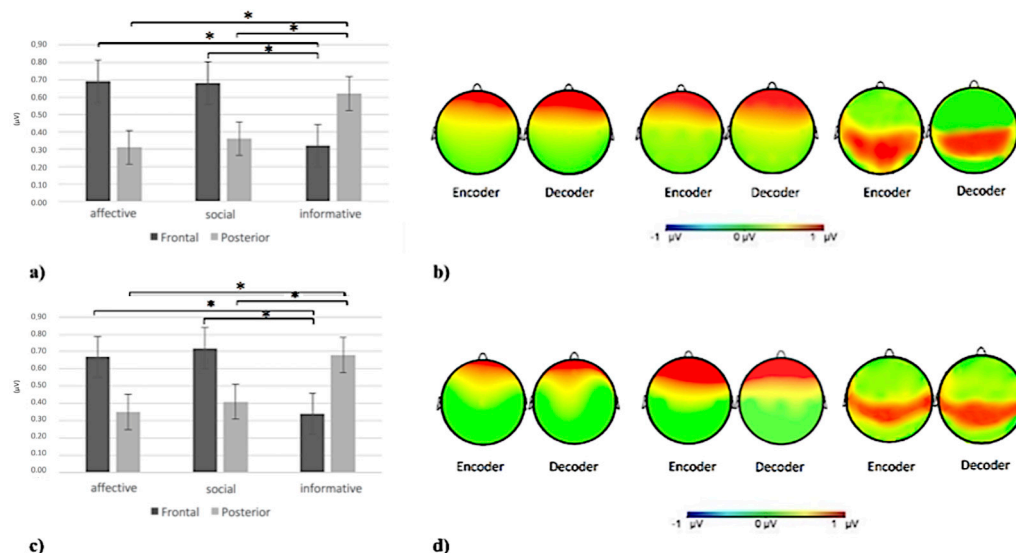 0.90
0.80
0.70
0.60
0.50
0.40
0.30
0.20
0.10
0.00
(µV)
* 
*
*
*
affective social informative
Frontal Posterior
a)
Encoder Decoder Encoder Decoder Encoder Decoder
-1 µV 0 µV 1 µV
b)
0.90
0.80
0.70
0.60
0.50
0.40
0.30
0.20
0.10
0.00
(µV)
*
*
*
*
affective social informative
Frontal Posterior
c)
Encoder Decoder Encoder Decoder Encoder Decoder
-1 µV 0 µV 1 µV
d)